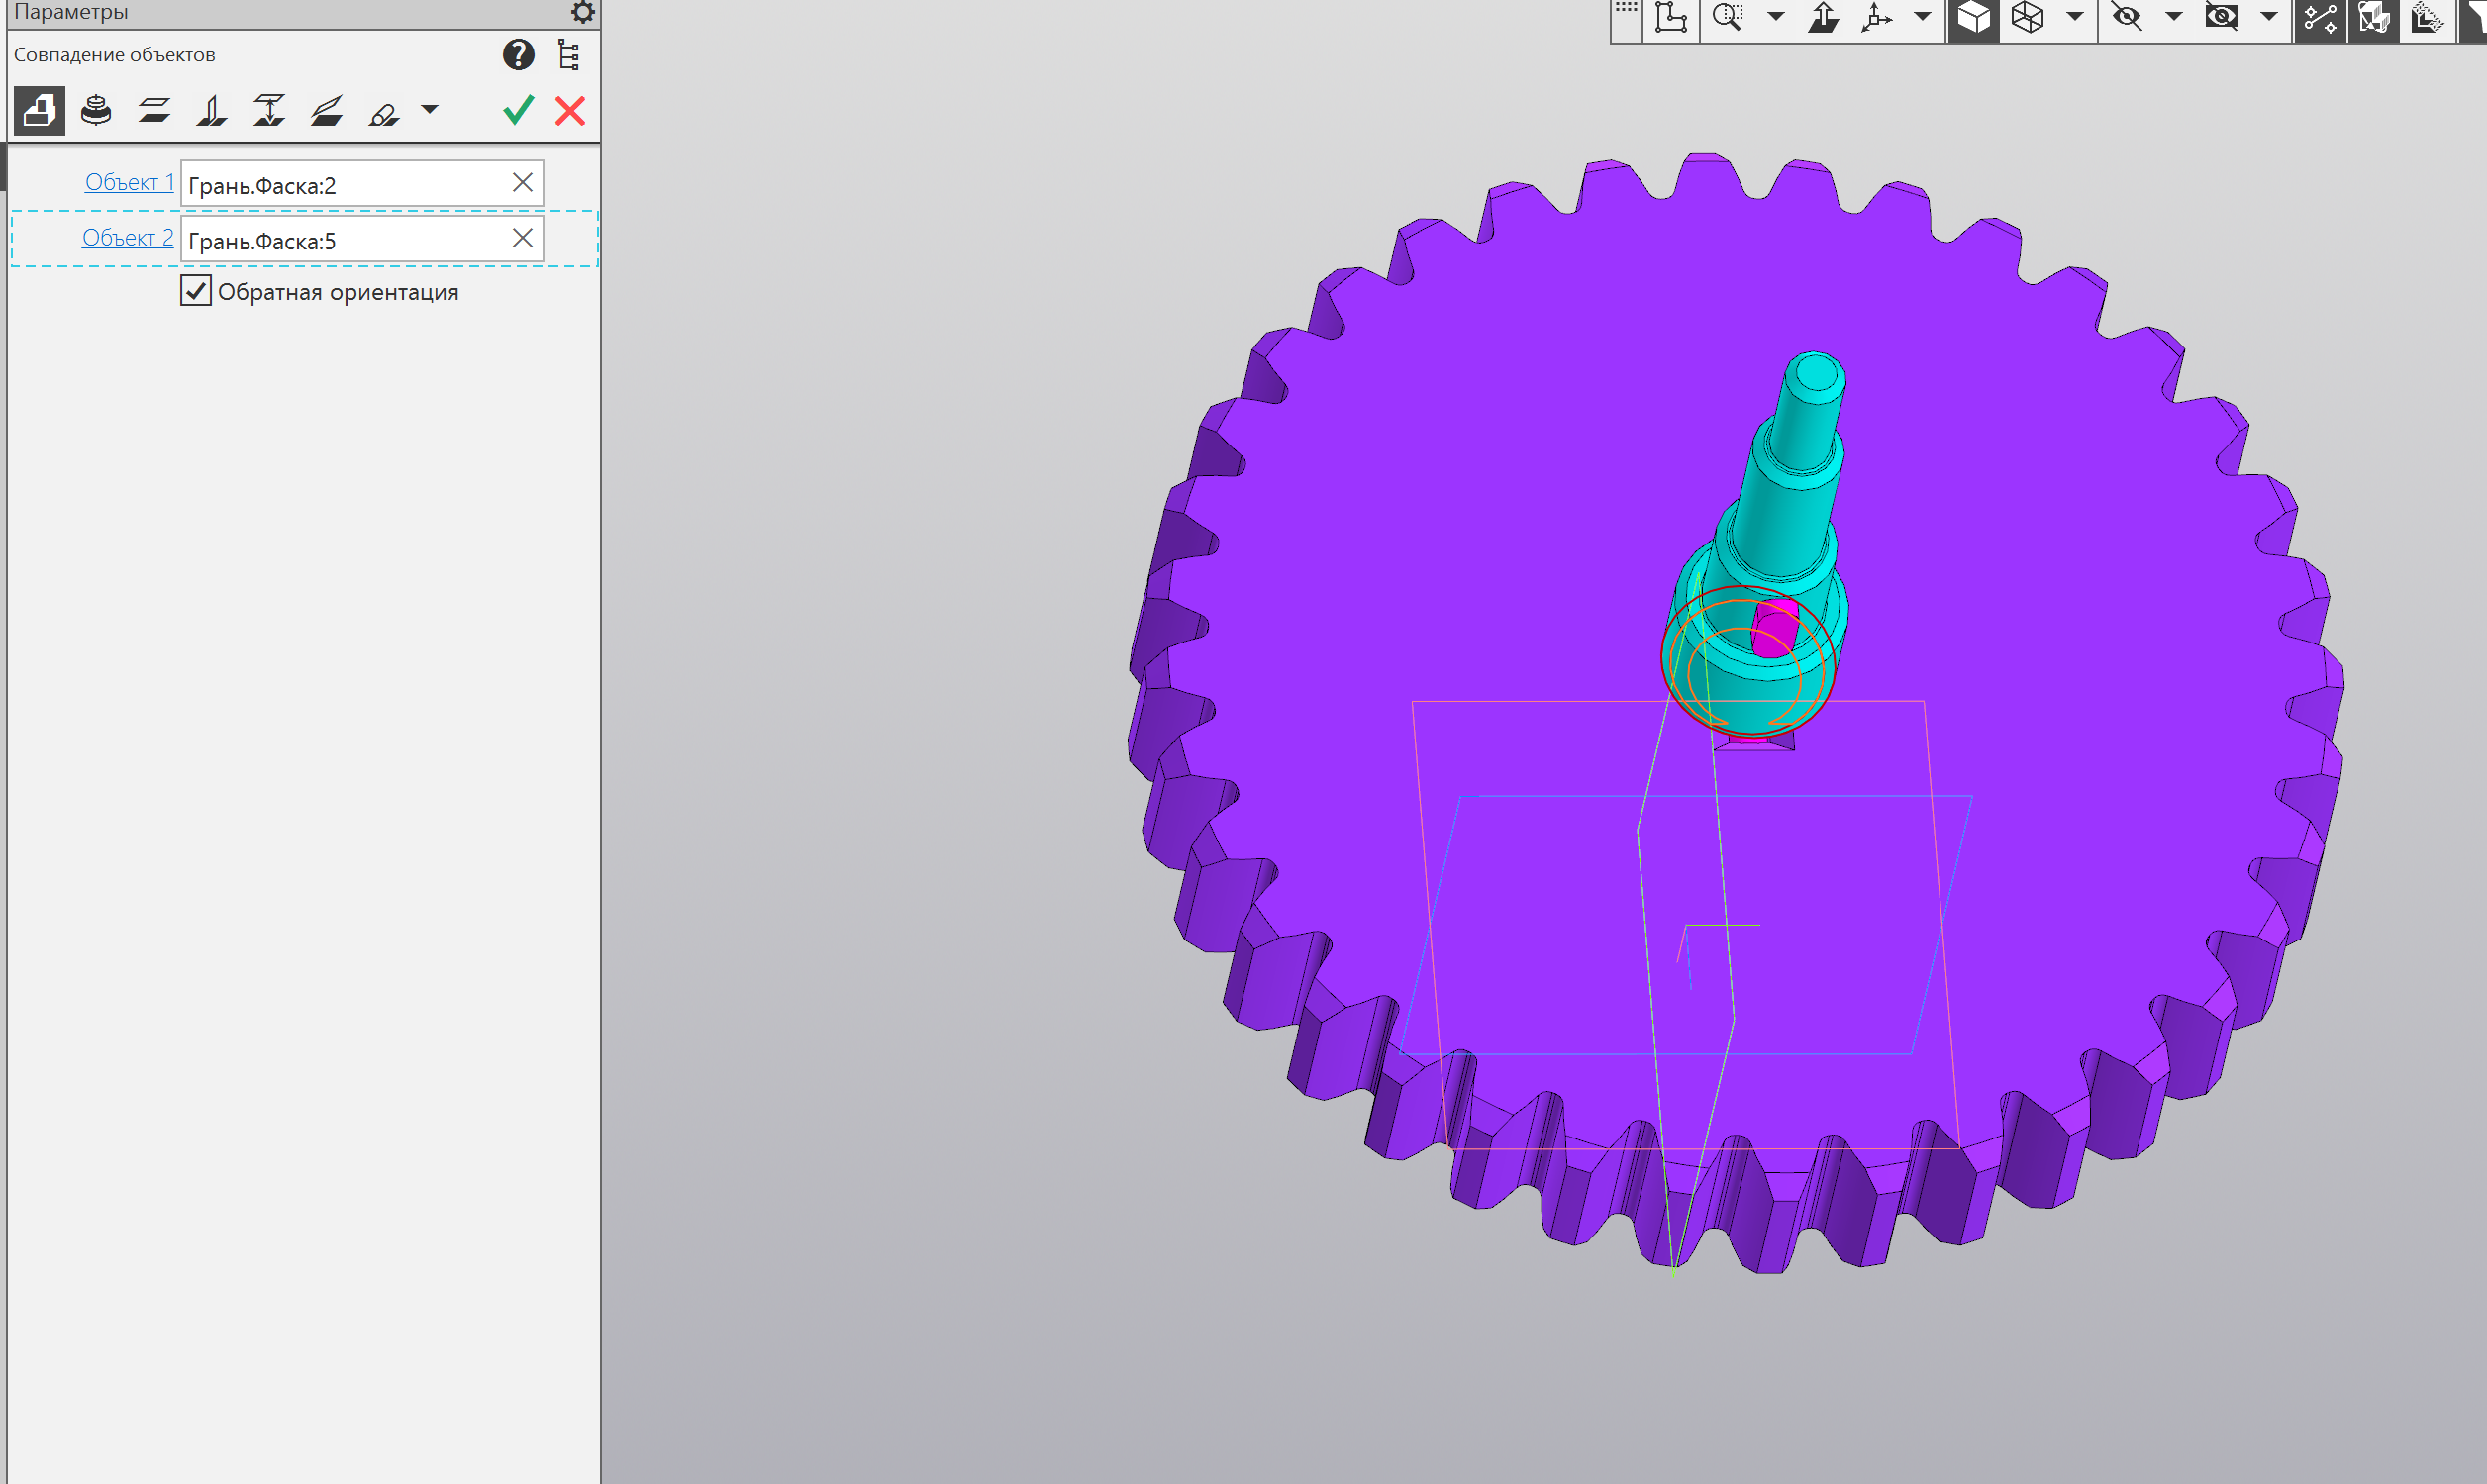 Параметры
Совпадение объектов
Объект 1 Грань.Фаска:2
Объект 2 Грань.Фаска:5
Обратная ориентация